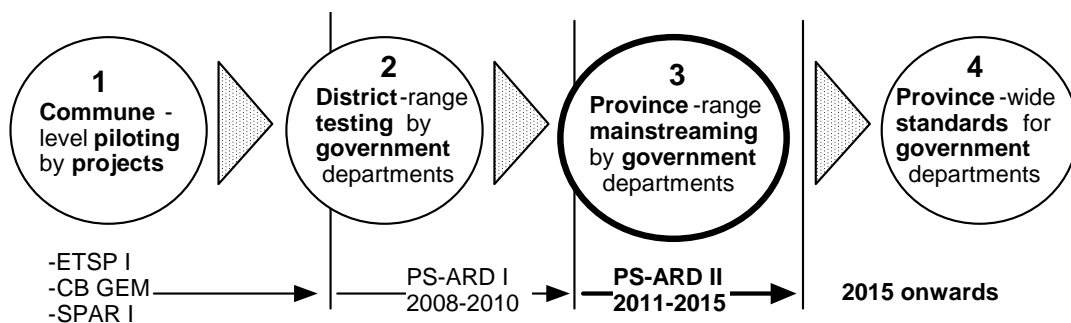 1
Commune -
level piloting
by projects
2
District-range
testing by
government
departments
3
Province -range
mainstreaming
by government
departments
4
Province -wide
standards for
government
departments
-ETSP I
-CB GEM
-SPAR I
PS-ARD I
2008-2010
PS-ARD II
2011-2015
2015 onwards